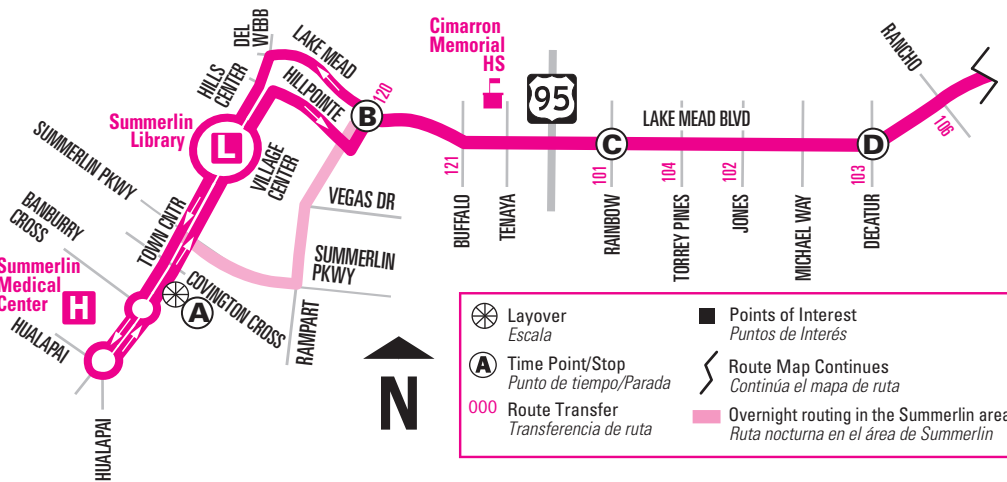 DEL
WEBB
LAKE MEAD
HILLS
CENTER
HILLPOINTE
120
B
Cimarron
Memorial
HS
95
RANCHO
106
Summerlin
Library
L
VILLAGE
CENTER
LAKE MEAD BLVD
C
D
SUMMERLIN PKWY
121
101
104
102
103
BANBURRY
CROSS
TOWN CNTR
VEGAS DR
BUFFALO
TENAYA
RAINBOW
TORREY PINES
JONES
MICHAEL WAY
DECATUR
Summerlin
Medical
Center
H
SUMMERLIN
PKWY
COVINGTON CROSS
A
RAMPART
HUALAPAI
HUALAPAI
N
Layover
Escala
A
Time Point/Stop
Punto de tiempo/Parada
000
Route Transfer
Transferencia de ruta
Points of Interest
Puntos de Interés
Route Map Continues
Continúa el mapa de ruta
Overnight routing in the Summerlin area
Ruta nocturna en el área de Summerlin